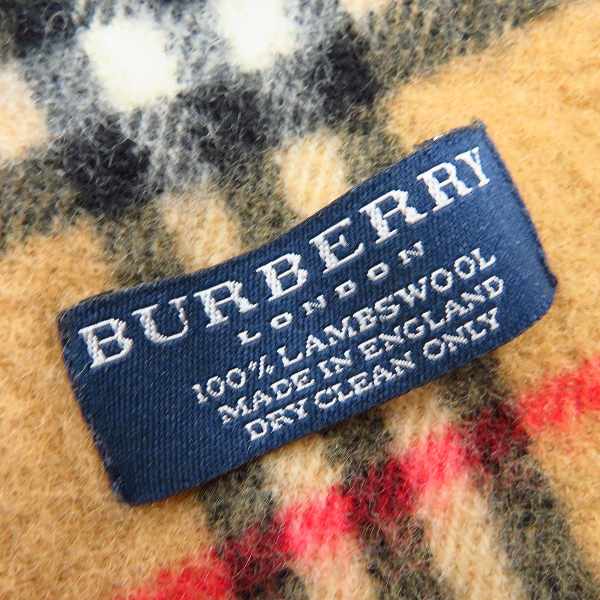 BURBERRY
LONDON
100% LAMBSWOOL
MADE IN ENGLAND
DRY CLEAN ONLY